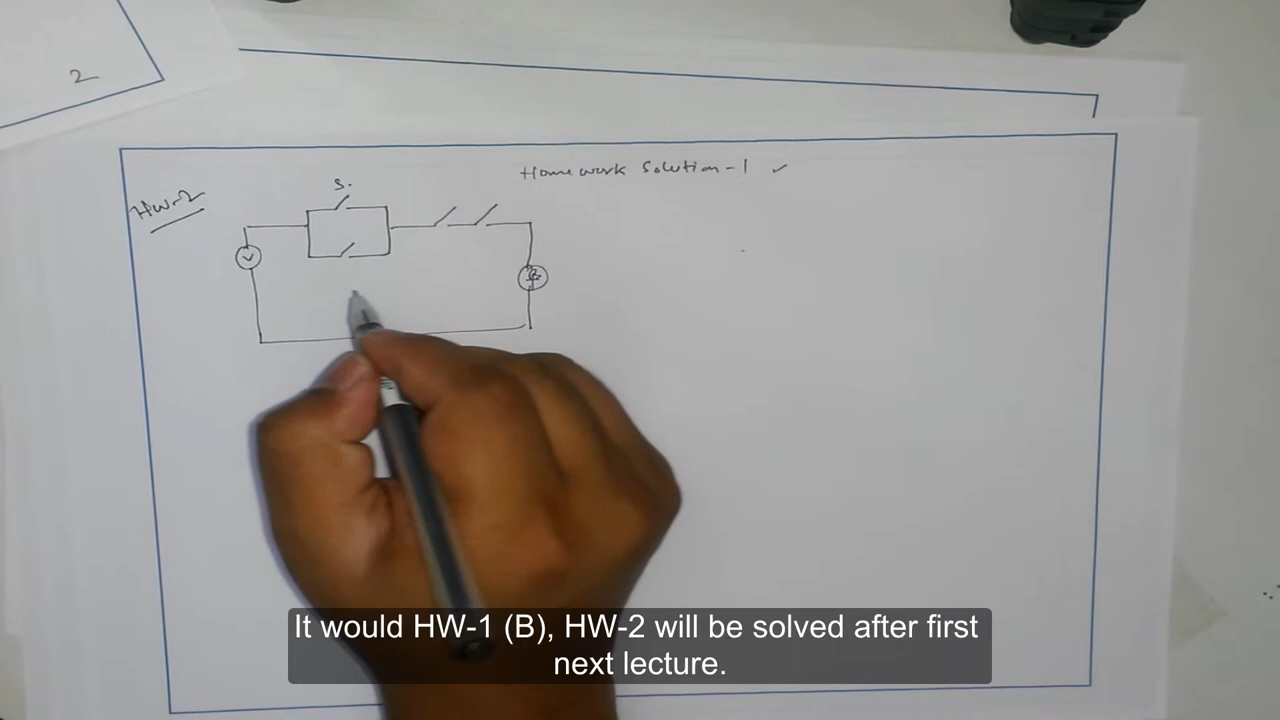 2
Homework Solution-1 ✓
HW-2
S.
V
It would HW-1 (B), HW-2 will be solved after first
next lecture.